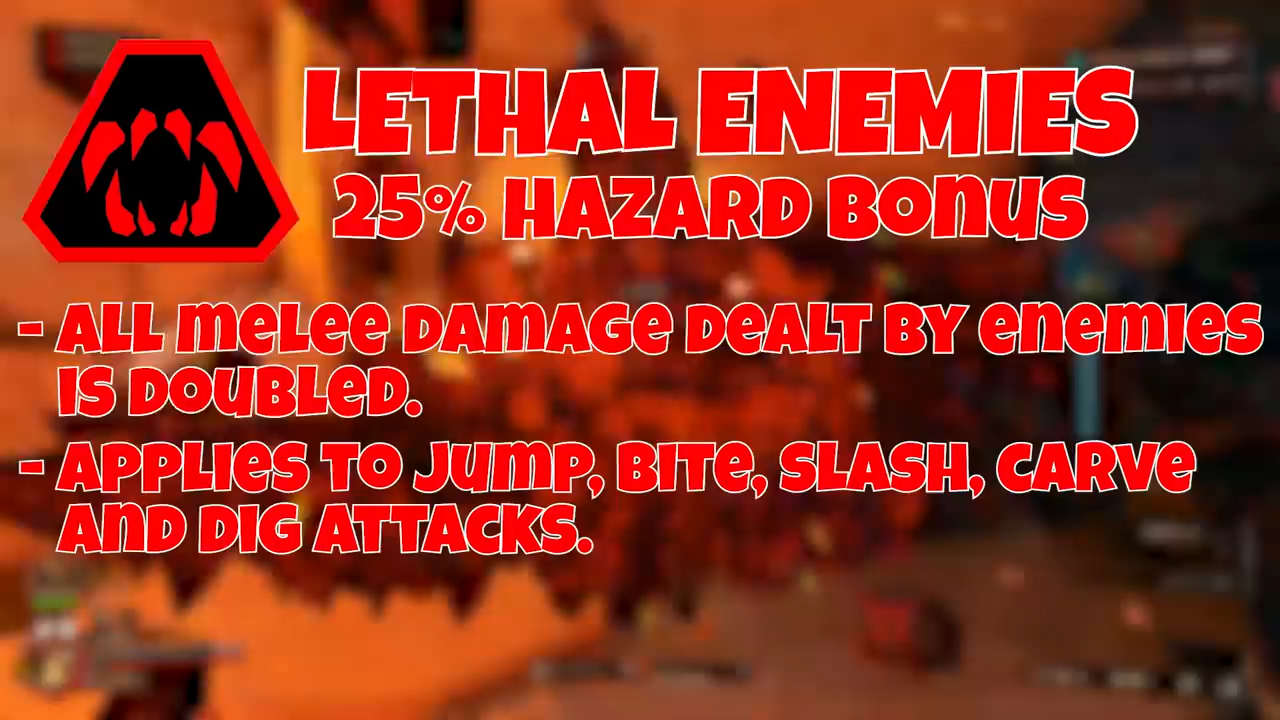 LETHAL ENEMIES
25% HAZARD BONUS
- ALL melee DAMAGE DEALT BY enemies
IS DOUBLED.
- APPLIES TO JUMP, BITE, SLASH, CARVE
AND DIG ATTACKS.